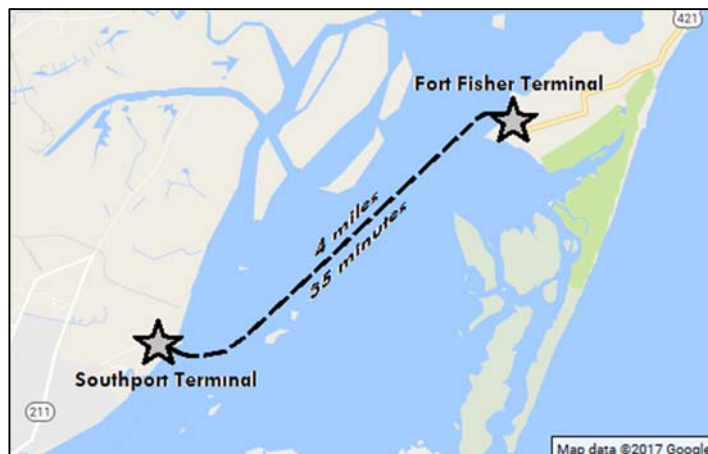 421
Fort Fisher Terminal
4 miles
35 minutes
Southport Terminal
211
Map data ©2017 Google